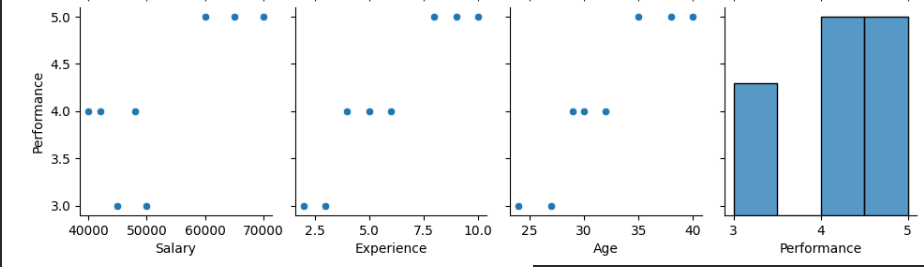 Performance
5.0
4.5
4.0
3.5
3.0
40000 50000 60000 70000
Salary
2.5 5.0 7.5 10.0
Experience
25 30 35 40
Age
3 4 5
Performance